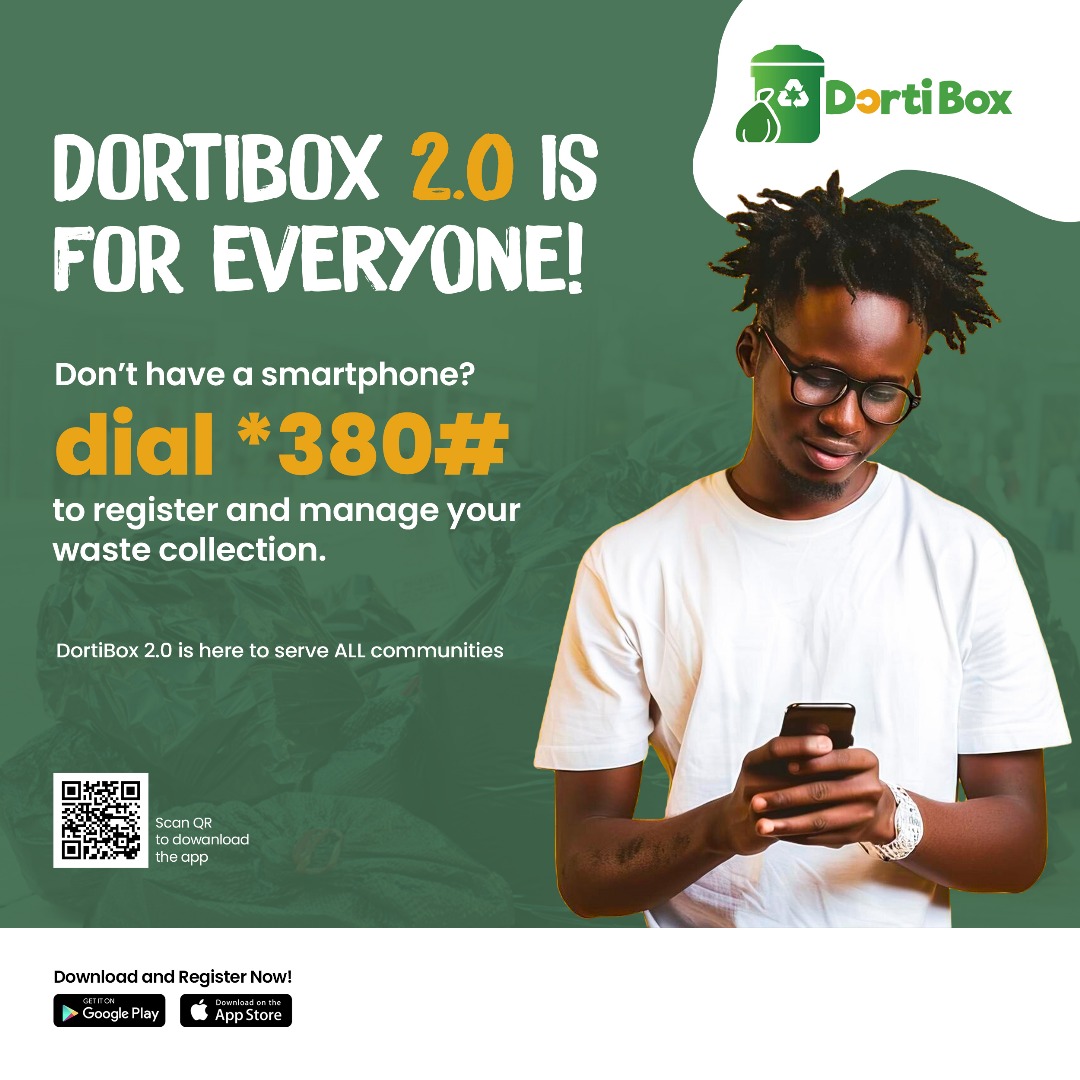 Dorti Box
DORTIBOX 2.0 IS
FOR EVERYONE!
Don't have a smartphone?
dial *380#
to register and manage your
waste collection.
DortiBox 2.0 is here to serve ALL communities
Scan QR
to dowanload
the app
Download and Register Now!
GET IT ON
Google Play
Download on the
App Store